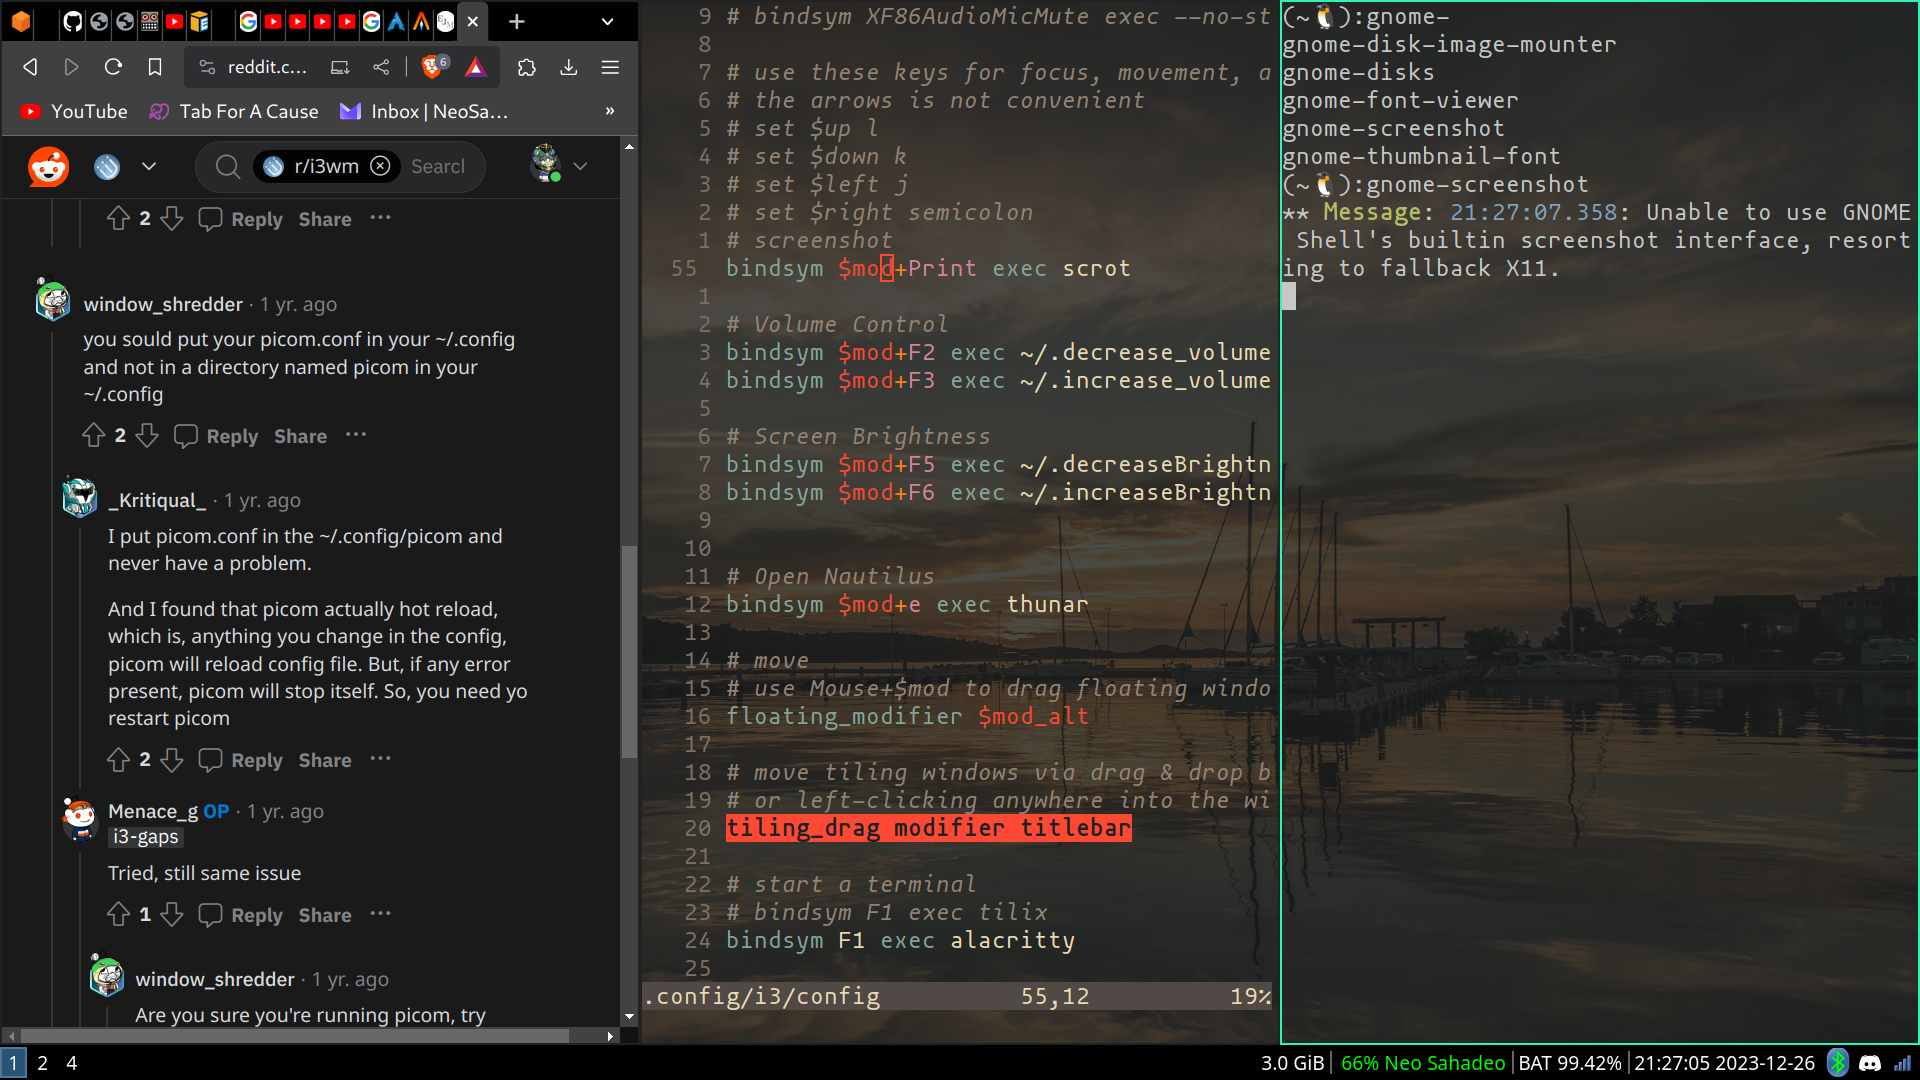 reddit.c...
6
YouTube
Tab For A Cause
Inbox | NeoSa...
»
r/i3wm
Searcl
2 Reply Share ···
window_shredder · 1 yr. ago
you sould put your picom.conf in your ~/.config
and not in a directory named picom in your
~/.config
2 Reply Share ···
_Kritiqual_ · 1 yr. ago
I put picom.conf in the ~/.config/picom and
never have a problem.
And I found that picom actually hot reload,
which is, anything you change in the config,
picom will reload config file. But, if any error
present, picom will stop itself. So, you need yo
restart picom
2 Reply Share ···
Menace_g OP · 1 yr. ago
i3-gaps
Tried, still same issue
1 Reply Share ···
window_shredder · 1 yr. ago
Are you sure you're running picom, try
9 # bindsym XF86AudioMicMute exec --no-st
8
7 # use these keys for focus, movement, a
6 # the arrows is not convenient
5 # set $up l
4 # set $down k
3 # set $left j
2 # set $right semicolon
1 # screenshot
55 bindsym $mod+Print exec scrot
1
2 # Volume Control
3 bindsym $mod+F2 exec ~/.decrease_volume
4 bindsym $mod+F3 exec ~/.increase_volume
5
6 # Screen Brightness
7 bindsym $mod+F5 exec ~/.decreaseBrightn
8 bindsym $mod+F6 exec ~/.increaseBrightn
9
10
11 # Open Nautilus
12 bindsym $mod+e exec thunar
13
14 # move
15 # use Mouse+$mod to drag floating windo
16 floating_modifier $mod_alt
17
18 # move tiling windows via drag & drop b
19 # or left-clicking anywhere into the wi
20 tiling_drag modifier titlebar
21
22 # start a terminal
23 # bindsym F1 exec tilix
24 bindsym F1 exec alacritty
25
.config/i3/config 55,12 19%
(~🐧):gnome-
gnome-disk-image-mounter
gnome-disks
gnome-font-viewer
gnome-screenshot
gnome-thumbnail-font
(~🐧):gnome-screenshot
** Message: 21:27:07.358: Unable to use GNOME
Shell's builtin screenshot interface, resort
ing to fallback X11.
1 2 4
3.0 GiB| 66% Neo Sahadeo |BAT 99.42%| 21:27:05 2023-12-26